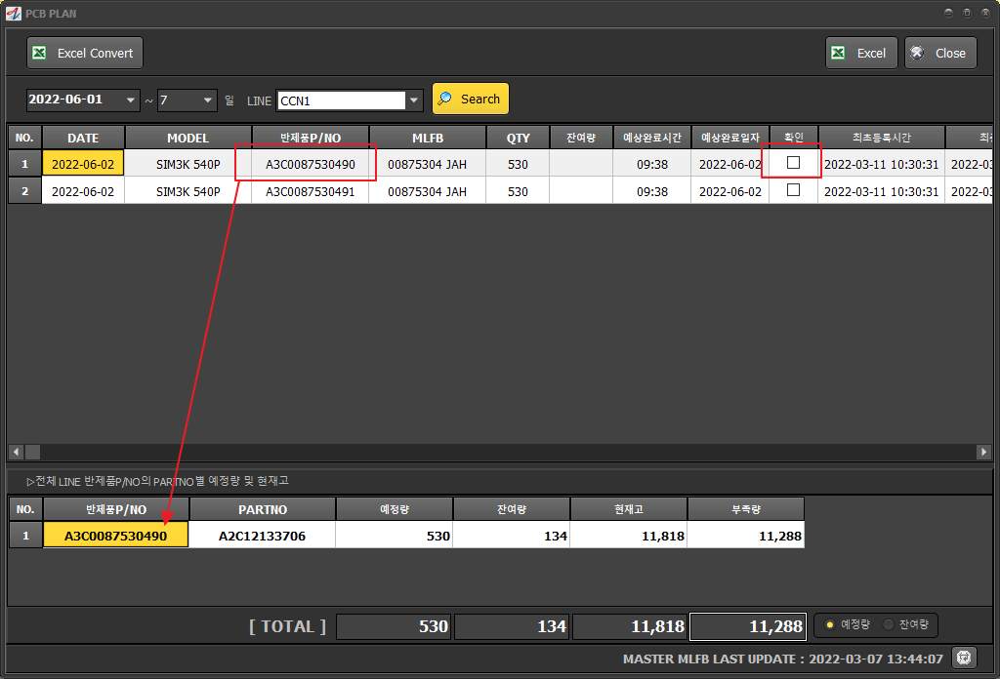 PCB PLAN
Excel Convert Excel Close
2022-06-01 ~ 7 일 LINE CCN1 Search
NO. DATE MODEL 반제품P/NO MLFB QTY 잔여량 예상완료시간 예상완료일자 확인 최초등록시간
1 2022-06-02 SIM3K 540P A3C0087530490 00875304 JAH 530 09:38 2022-06-02 2022-03-11 10:30:31 2022-03
2 2022-06-02 SIM3K 540P A3C0087530491 00875304 JAH 530 09:38 2022-06-02 2022-03-11 10:30:31 2022-03
▷전체 LINE 반제품P/NO의 PARTNO별 예정량 및 현재고
NO. 반제품P/NO PARTNO 예정량 잔여량 현재고 부족량
1 A3C0087530490 A2C12133706 530 134 11,818 11,288
[ TOTAL ] 530 134 11,818 11,288 예정량 잔여량
MASTER MLFB LAST UPDATE : 2022-03-07 13:44:07